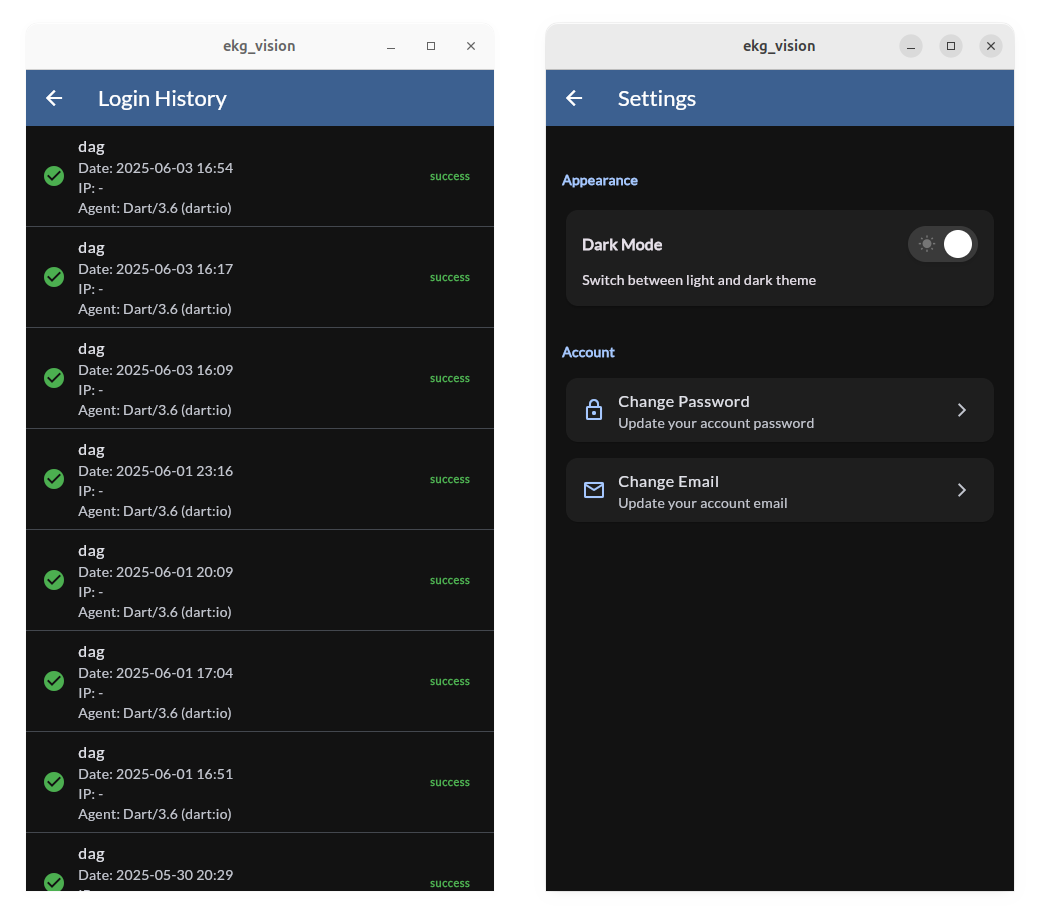 ekg_vision
Login History
dag
Date: 2025-06-03 16:54
IP: -
Agent: Dart/3.6 (dart:io)
success
dag
Date: 2025-06-03 16:17
IP: -
Agent: Dart/3.6 (dart:io)
success
dag
Date: 2025-06-03 16:09
IP: -
Agent: Dart/3.6 (dart:io)
success
dag
Date: 2025-06-01 23:16
IP: -
Agent: Dart/3.6 (dart:io)
success
dag
Date: 2025-06-01 20:09
IP: -
Agent: Dart/3.6 (dart:io)
success
dag
Date: 2025-06-01 17:04
IP: -
Agent: Dart/3.6 (dart:io)
success
dag
Date: 2025-06-01 16:51
IP: -
Agent: Dart/3.6 (dart:io)
success
dag
Date: 2025-05-30 20:29
success
ekg_vision
Settings
Appearance
Dark Mode
Switch between light and dark theme
Account
Change Password
Update your account password
Change Email
Update your account email